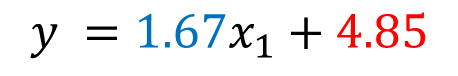 y = 1.67x₁ + 4.85